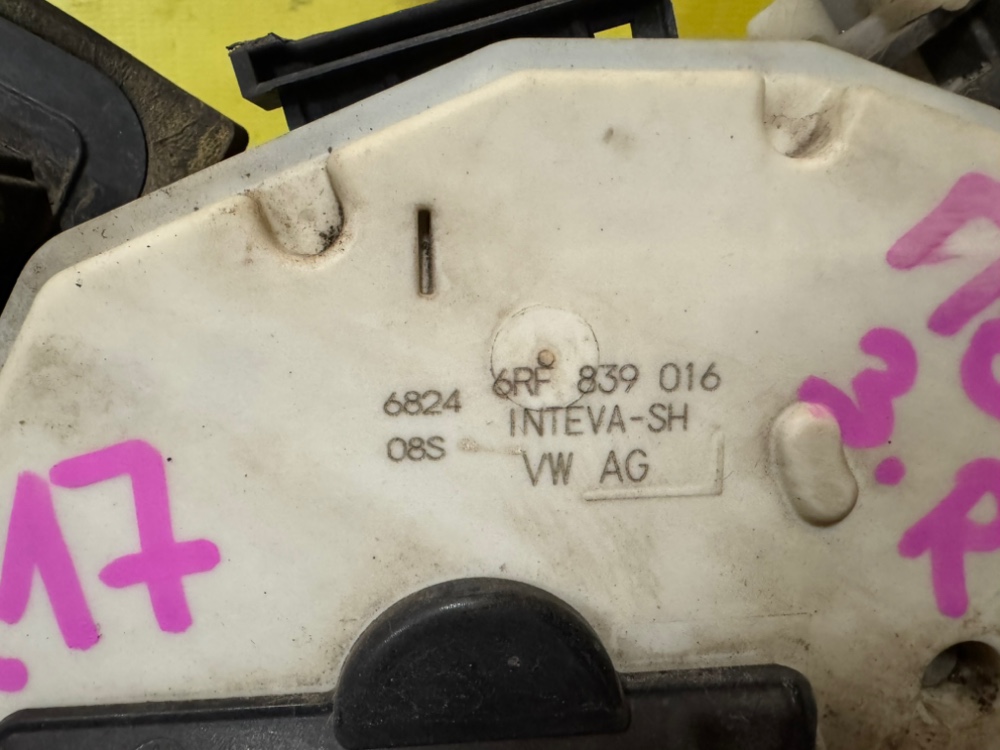 6824 6RF 839 016
INTEVA-SH
08S
VW AG
17